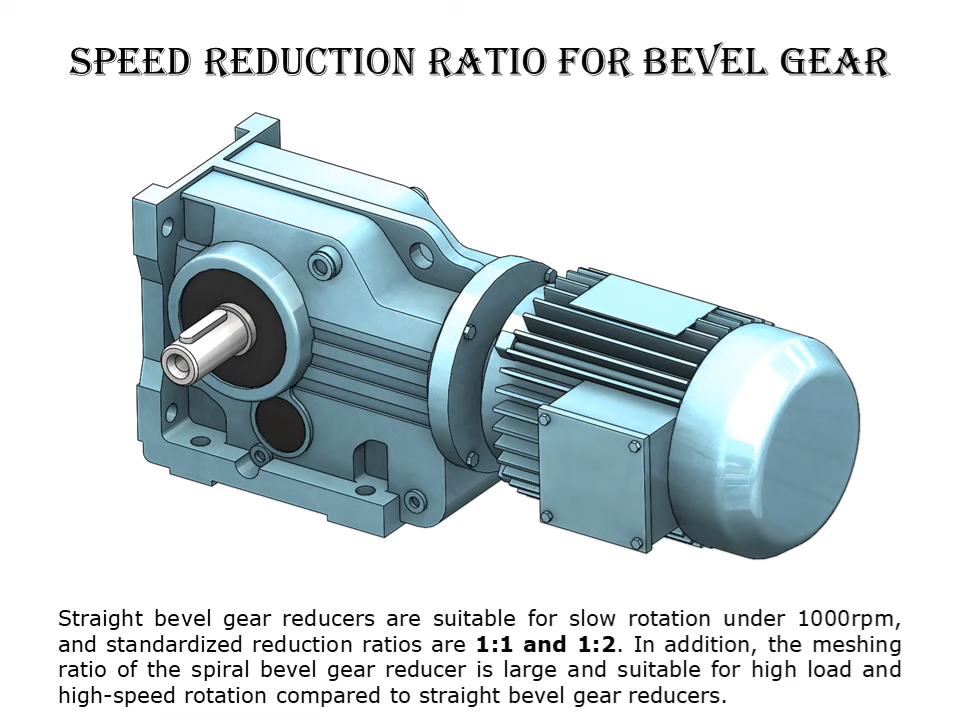 SPEED REDUCTION RATIO FOR BEVEL GEAR
Straight bevel gear reducers are suitable for slow rotation under 1000rpm,
and standardized reduction ratios are 1:1 and 1:2. In addition, the meshing
ratio of the spiral bevel gear reducer is large and suitable for high load and
high-speed rotation compared to straight bevel gear reducers.